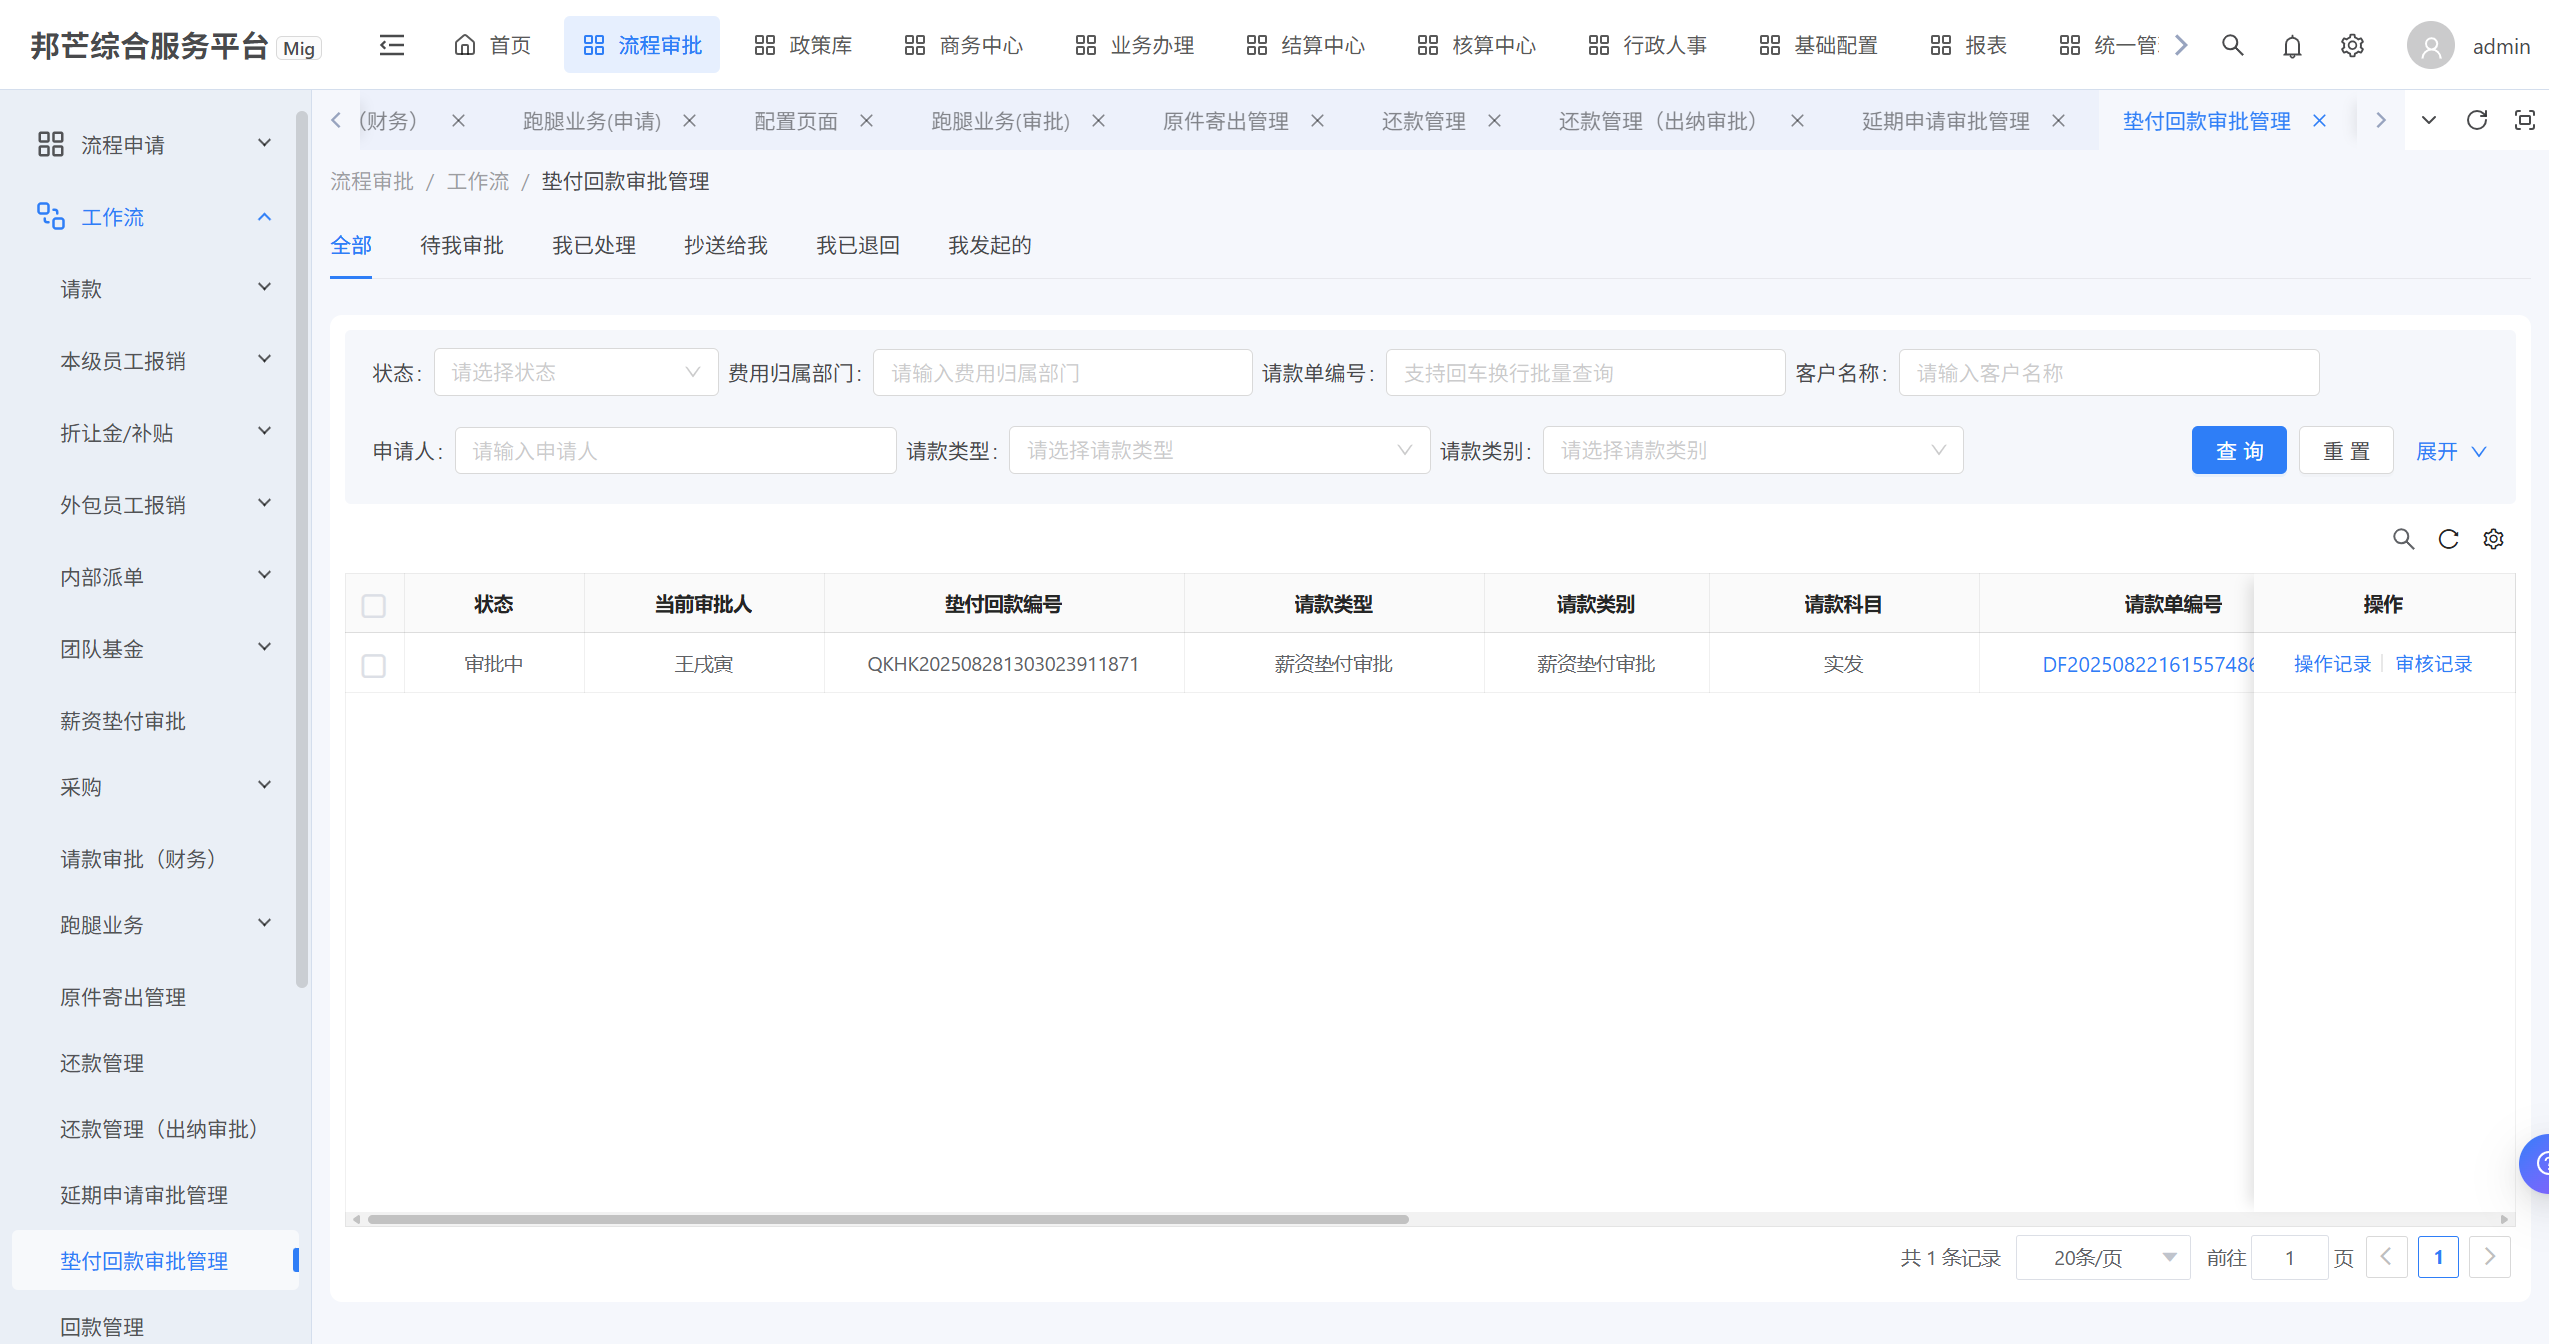 邦芒综合服务平台 Mig 首页 流程审批 政策库 商务中心 业务办理 结算中心 核算中心 行政人事 基础配置 报表 统一管 admin
（财务） 跑腿业务(申请) 配置页面 跑腿业务(审批) 原件寄出管理 还款管理 还款管理（出纳审批） 延期申请审批管理 垫付回款审批管理
流程申请
工作流
请款
本级员工报销
折让金/补贴
外包员工报销
内部派单
团队基金
薪资垫付审批
采购
请款审批（财务）
跑腿业务
原件寄出管理
还款管理
还款管理（出纳审批）
延期申请审批管理
垫付回款审批管理
回款管理
流程审批 / 工作流 / 垫付回款审批管理
全部 待我审批 我已处理 抄送给我 我已退回 我发起的
状态: 请选择状态 费用归属部门: 请输入费用归属部门 请款单编号: 支持回车换行批量查询 客户名称: 请输入客户名称
申请人: 请输入申请人 请款类型: 请选择请款类型 请款类别: 请选择请款类别 查 询 重 置 展开
状态 当前审批人 垫付回款编号 请款类型 请款类别 请款科目 请款单编号 操作
审批中 王戌寅 QKHK202508281303023911871 薪资垫付审批 薪资垫付审批 实发 DF20250822161557486 操作记录 审核记录
共 1 条记录 20条/页 前往 1 页 1